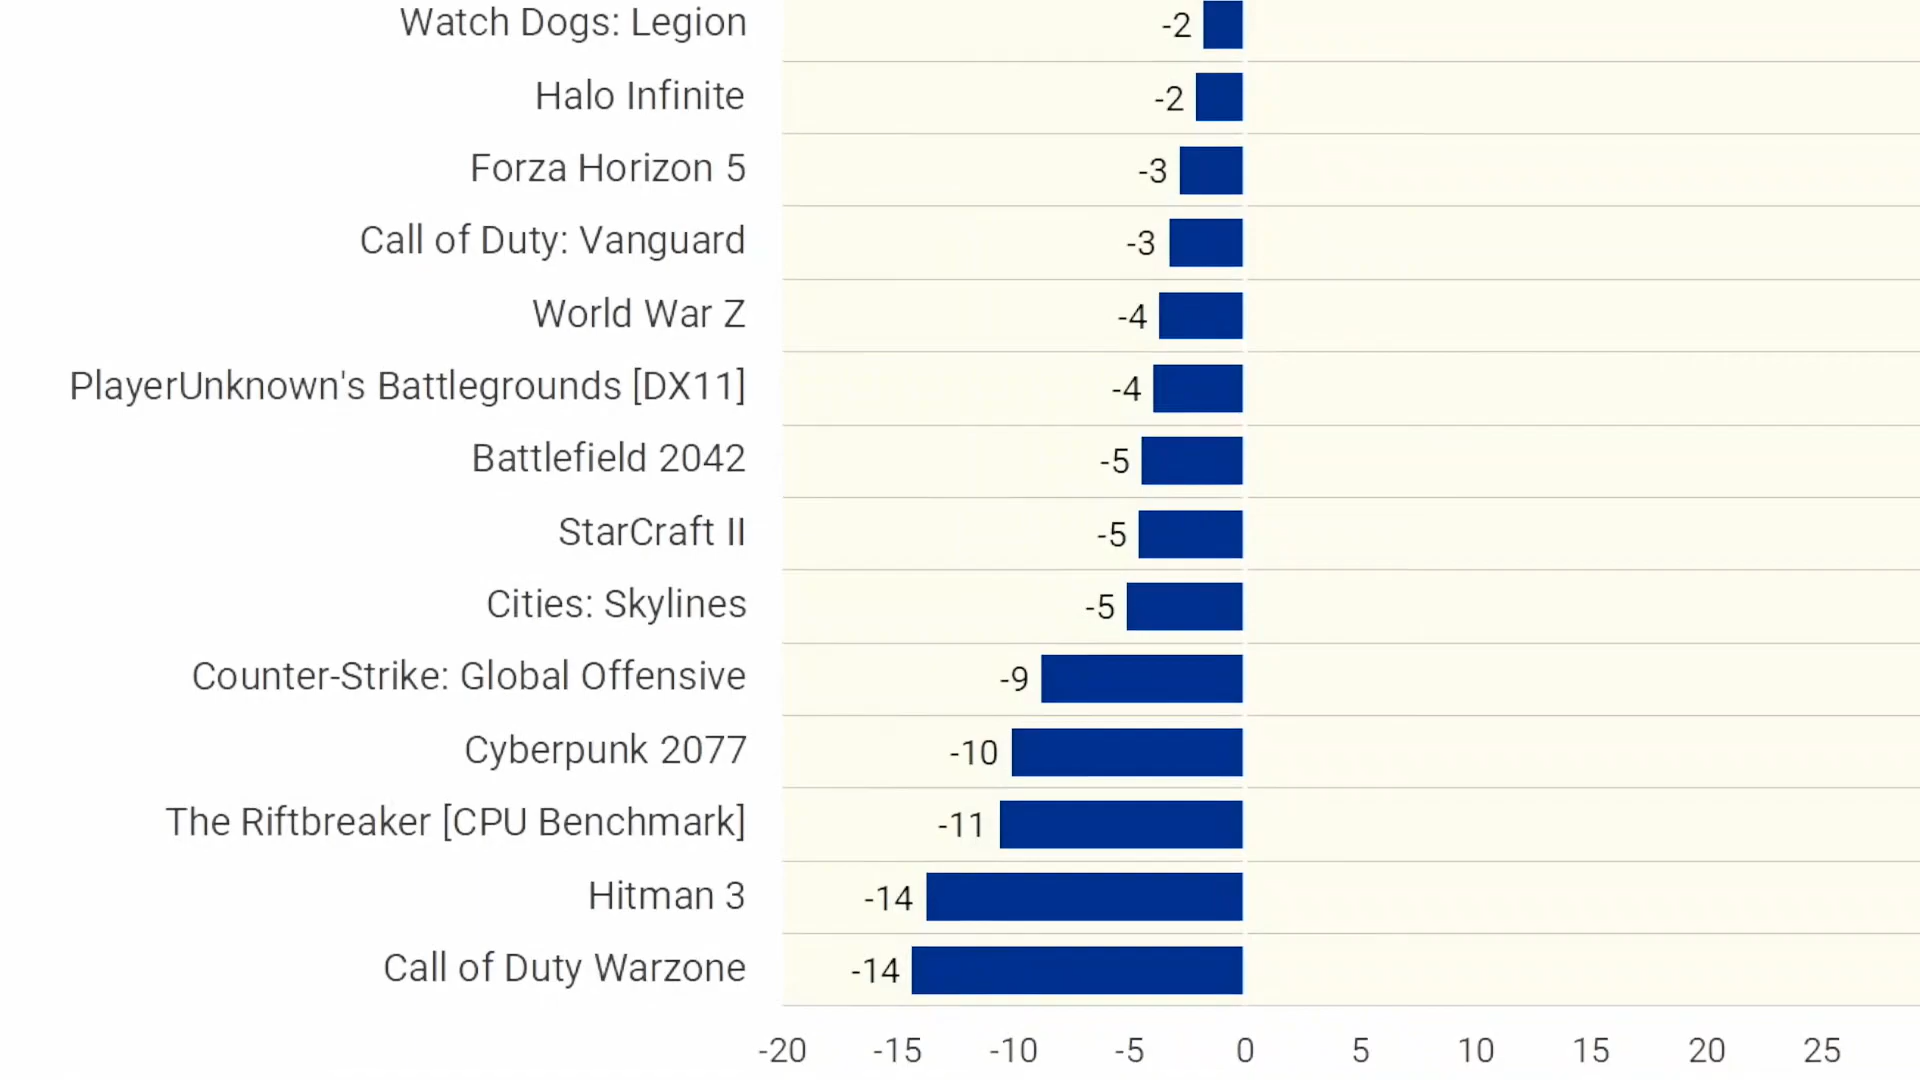 Watch Dogs: Legion -2
Halo Infinite -2
Forza Horizon 5 -3
Call of Duty: Vanguard -3
World War Z -4
PlayerUnknown's Battlegrounds [DX11] -4
Battlefield 2042 -5
StarCraft II -5
Cities: Skylines -5
Counter-Strike: Global Offensive -9
Cyberpunk 2077 -10
The Riftbreaker [CPU Benchmark] -11
Hitman 3 -14
Call of Duty Warzone -14
-20 -15 -10 -5 0 5 10 15 20 25